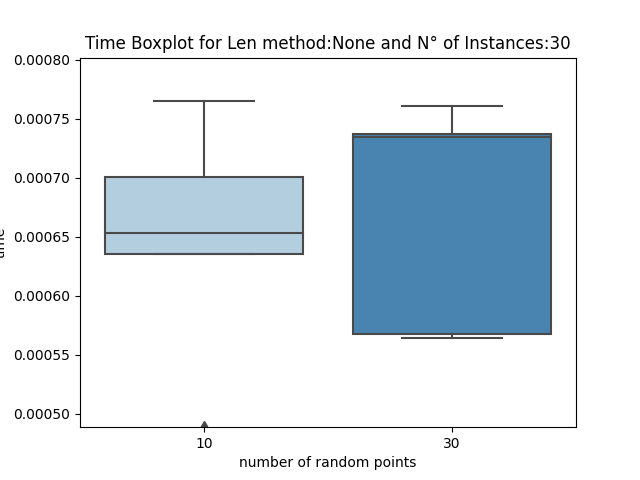 Time Boxplot for Len method:None and N° of Instances:30
0.00080
0.00075
0.00070
0.00065
0.00060
0.00055
0.00050
time
10 30
number of random points